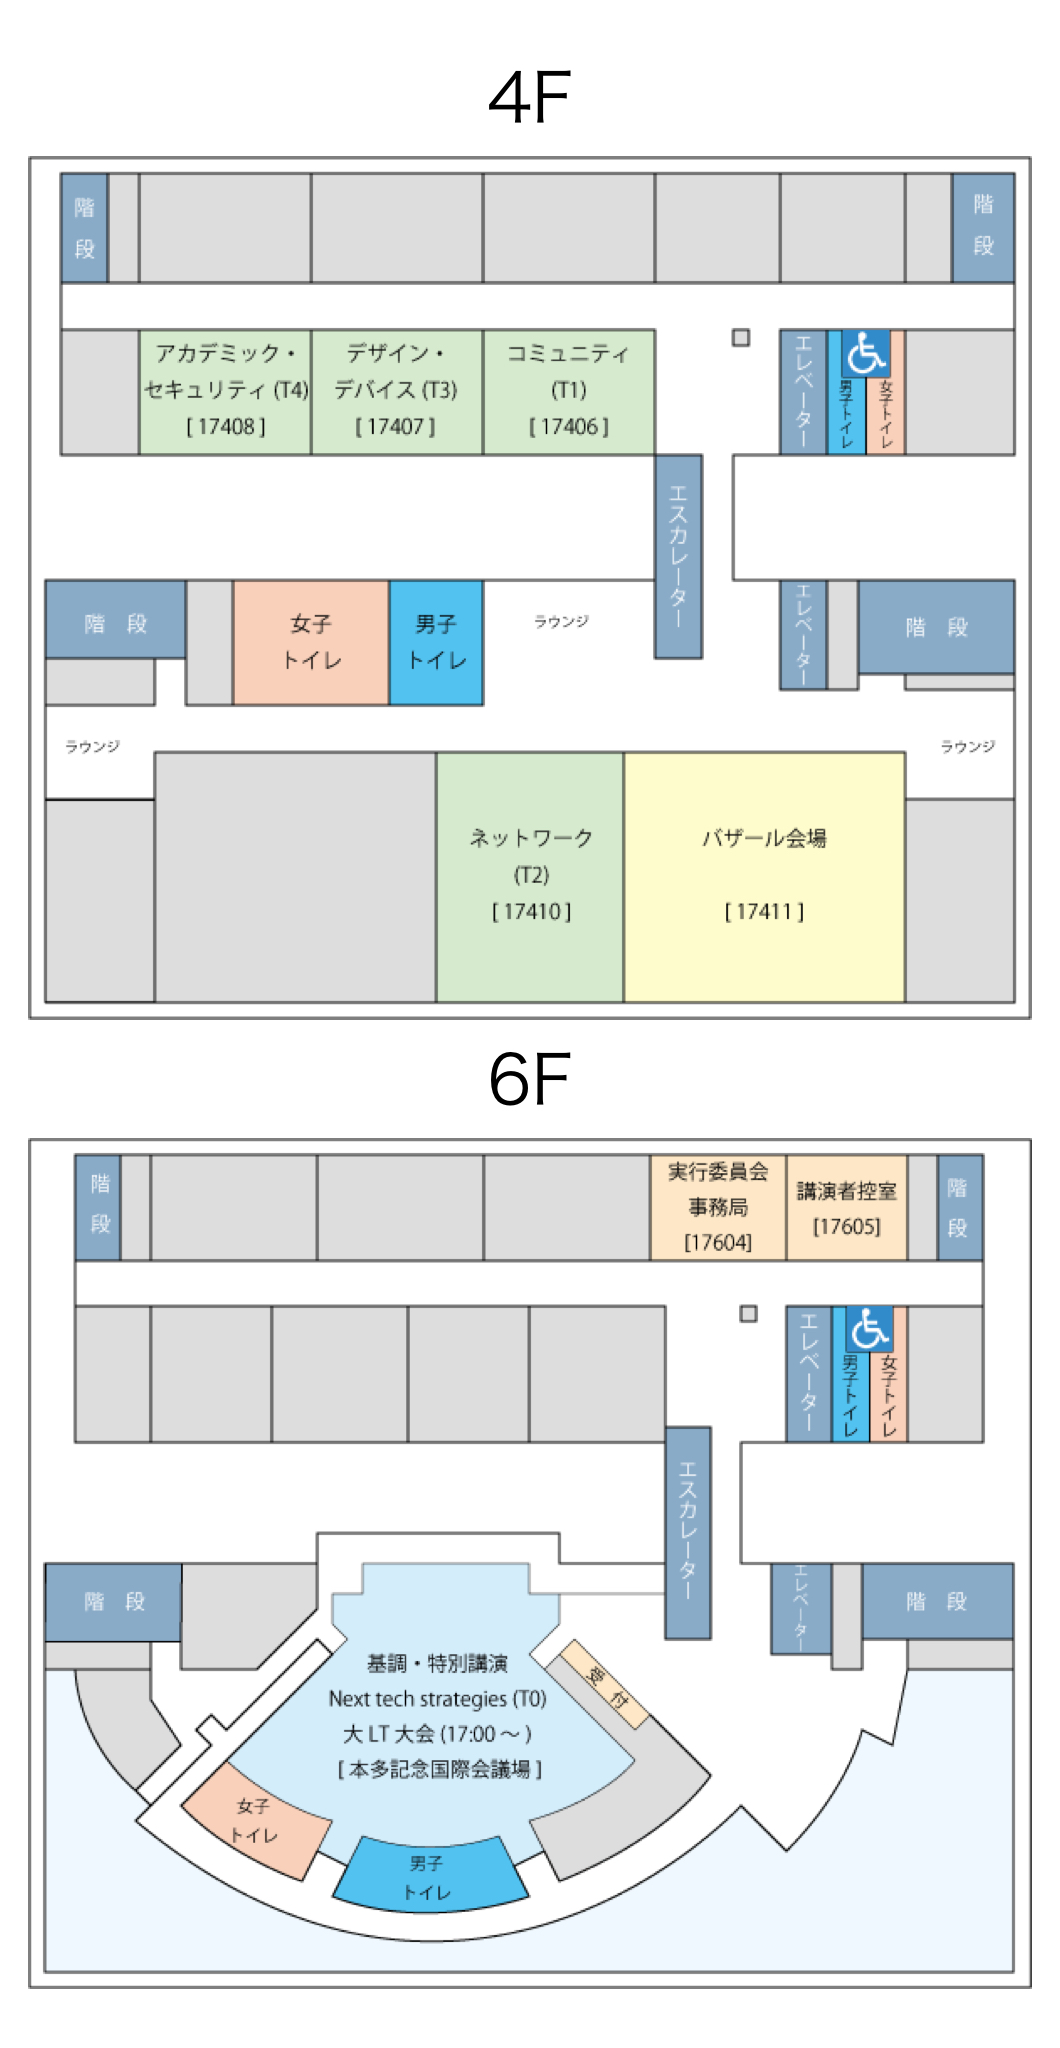 4F
階段
階段
アカデミック・
セキュリティ (T4)
[ 17408 ]
デザイン・
デバイス (T3)
[ 17407 ]
コミュニティ
(T1)
[ 17406 ]
エレベーター
男子トイレ
女子トイレ
エスカレーター
階 段
女子
トイレ
男子
トイレ
ラウンジ
エレベーター
階 段
ラウンジ
ラウンジ
ネットワーク
(T2)
[ 17410 ]
バザール会場
[ 17411 ]
6F
階段
実行委員会
事務局
[17604]
講演者控室
[17605]
階段
エレベーター
男子トイレ
女子トイレ
エスカレーター
階 段
エレベーター
階 段
基調・特別講演
Next tech strategies (T0)
大 LT 大会 (17:00 ～ )
[ 本多記念国際会議場 ]
受 付
女子
トイレ
男子
トイレ